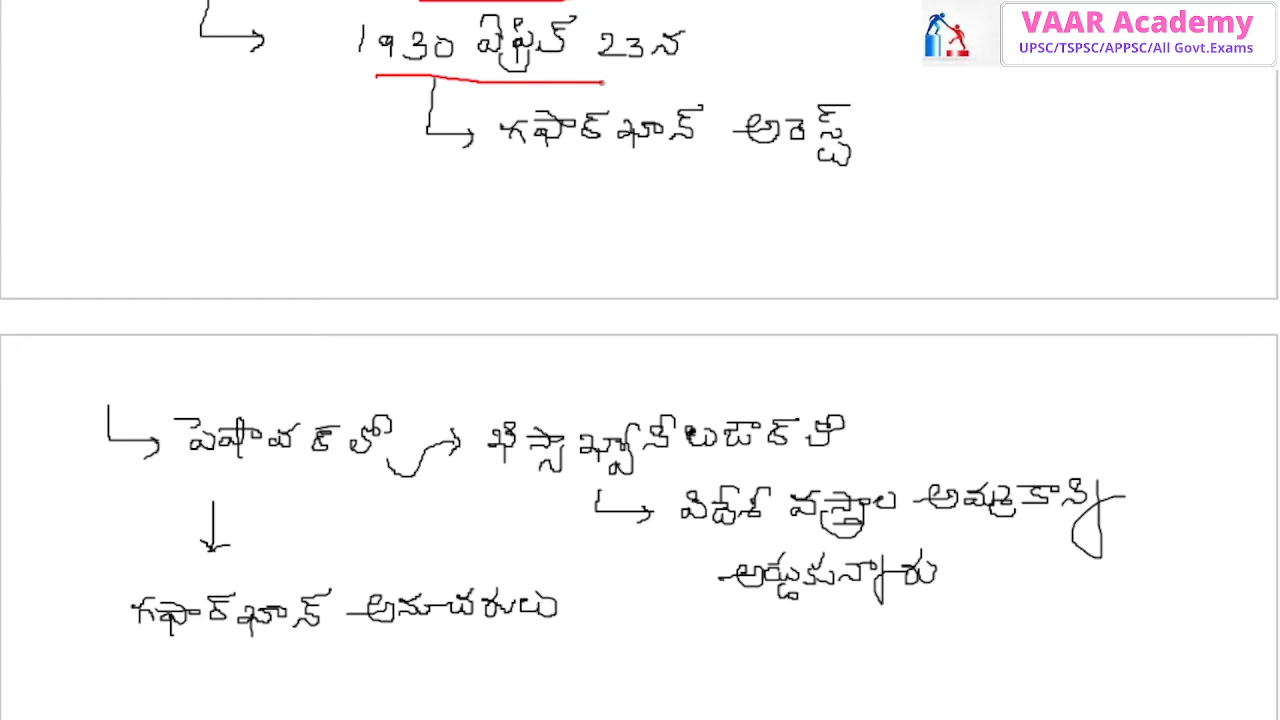 VAAR Academy
UPSC/TSPSC/APPSC/All Govt.Exams
1930 ఏప్రిల్ 23న
గఫార్ ఖాన్ అరెస్ట్
పెషావర్ లో ఖిస్సాఖ్వానీ బజార్ లో
విదేశీ వస్త్రాల అమ్మకాన్ని
అడ్డుకున్నారు
గఫార్ ఖాన్ అనుచరులు